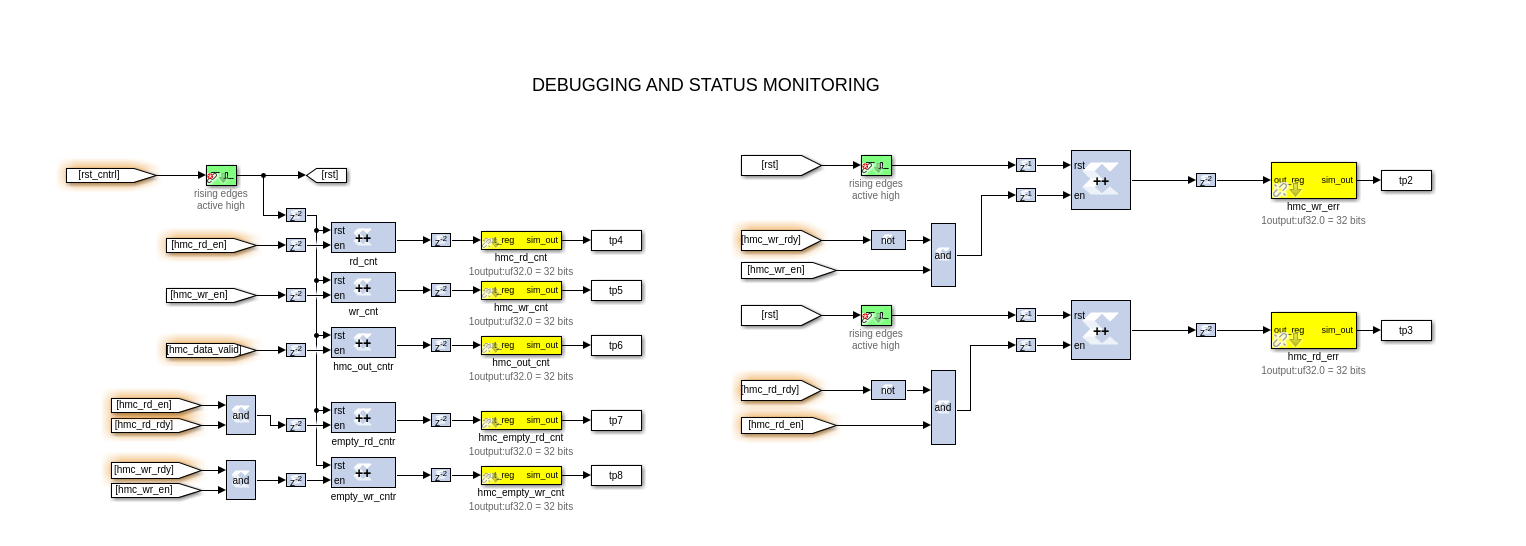 DEBUGGING AND STATUS MONITORING
[rst_cntrl]
rising edges
active high
[rst]
z-2
[hmc_rd_en]
z-2
rst
en
++
rd_cnt
z-2
_reg sim_out
hmc_rd_cnt
1output:uf32.0 = 32 bits
tp4
[hmc_wr_en]
z-2
rst
en
++
wr_cnt
z-2
_reg sim_out
hmc_wr_cnt
1output:uf32.0 = 32 bits
tp5
[hmc_data_valid]
z-2
rst
en
++
hmc_out_cntr
z-2
_reg sim_out
hmc_out_cnt
1output:uf32.0 = 32 bits
tp6
[hmc_rd_en]
[hmc_rd_rdy]
and
z-2
rst
en
++
empty_rd_cntr
z-2
_reg sim_out
hmc_empty_rd_cnt
1output:uf32.0 = 32 bits
tp7
[hmc_wr_rdy]
[hmc_wr_en]
and
z-2
rst
en
++
empty_wr_cntr
z-2
_reg sim_out
hmc_empty_wr_cnt
1output:uf32.0 = 32 bits
tp8
[rst]
rising edges
active high
z-1
z-1
rst
en
++
z-2
out_reg sim_out
hmc_wr_err
1output:uf32.0 = 32 bits
tp2
[hmc_wr_rdy]
not
[hmc_wr_en]
and
[rst]
rising edges
active high
z-1
z-1
rst
en
++
z-2
out_reg sim_out
hmc_rd_err
1output:uf32.0 = 32 bits
tp3
[hmc_rd_rdy]
not
[hmc_rd_en]
and